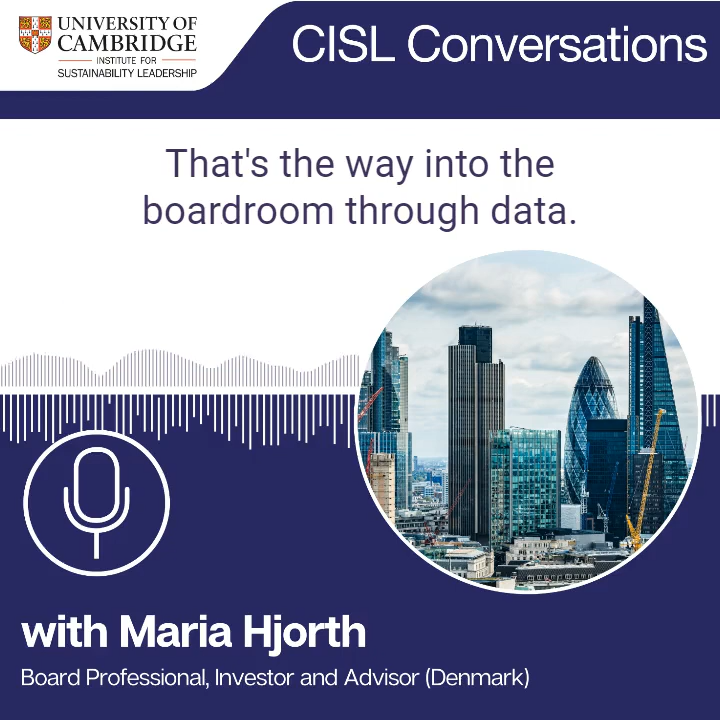 UNIVERSITY OF
CAMBRIDGE
INSTITUTE FOR
SUSTAINABILITY LEADERSHIP
CISL Conversations
That's the way into the
boardroom through data.
with Maria Hjorth
Board Professional, Investor and Advisor (Denmark)